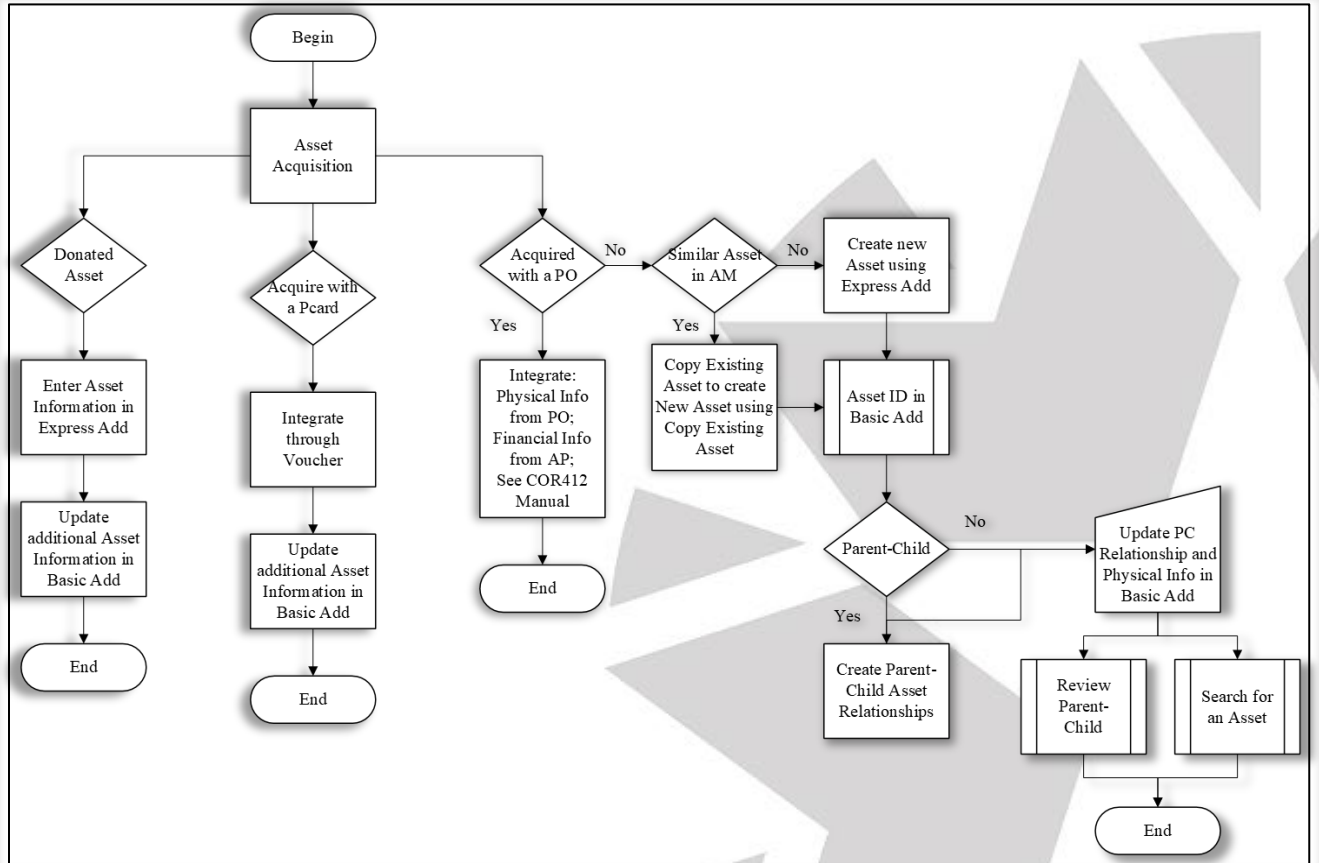 Begin
Asset
Acquisition
Donated
Asset
Enter Asset
Information in
Express Add
Update
additional Asset
Information in
Basic Add
End
Acquire with
a Pcard
Integrate
through
Voucher
Update
additional Asset
Information in
Basic Add
End
Acquired
with a PO
No
Yes
Integrate:
Physical Info
from PO;
Financial Info
from AP;
See COR412
Manual
End
Similar Asset
in AM
No
Yes
Copy Existing
Asset to create
New Asset using
Copy Existing
Asset
Create new
Asset using
Express Add
Asset ID in
Basic Add
Parent-Child
No
Yes
Create Parent-
Child Asset
Relationships
Update PC
Relationship and
Physical Info in
Basic Add
Review
Parent-
Child
Search for
an Asset
End